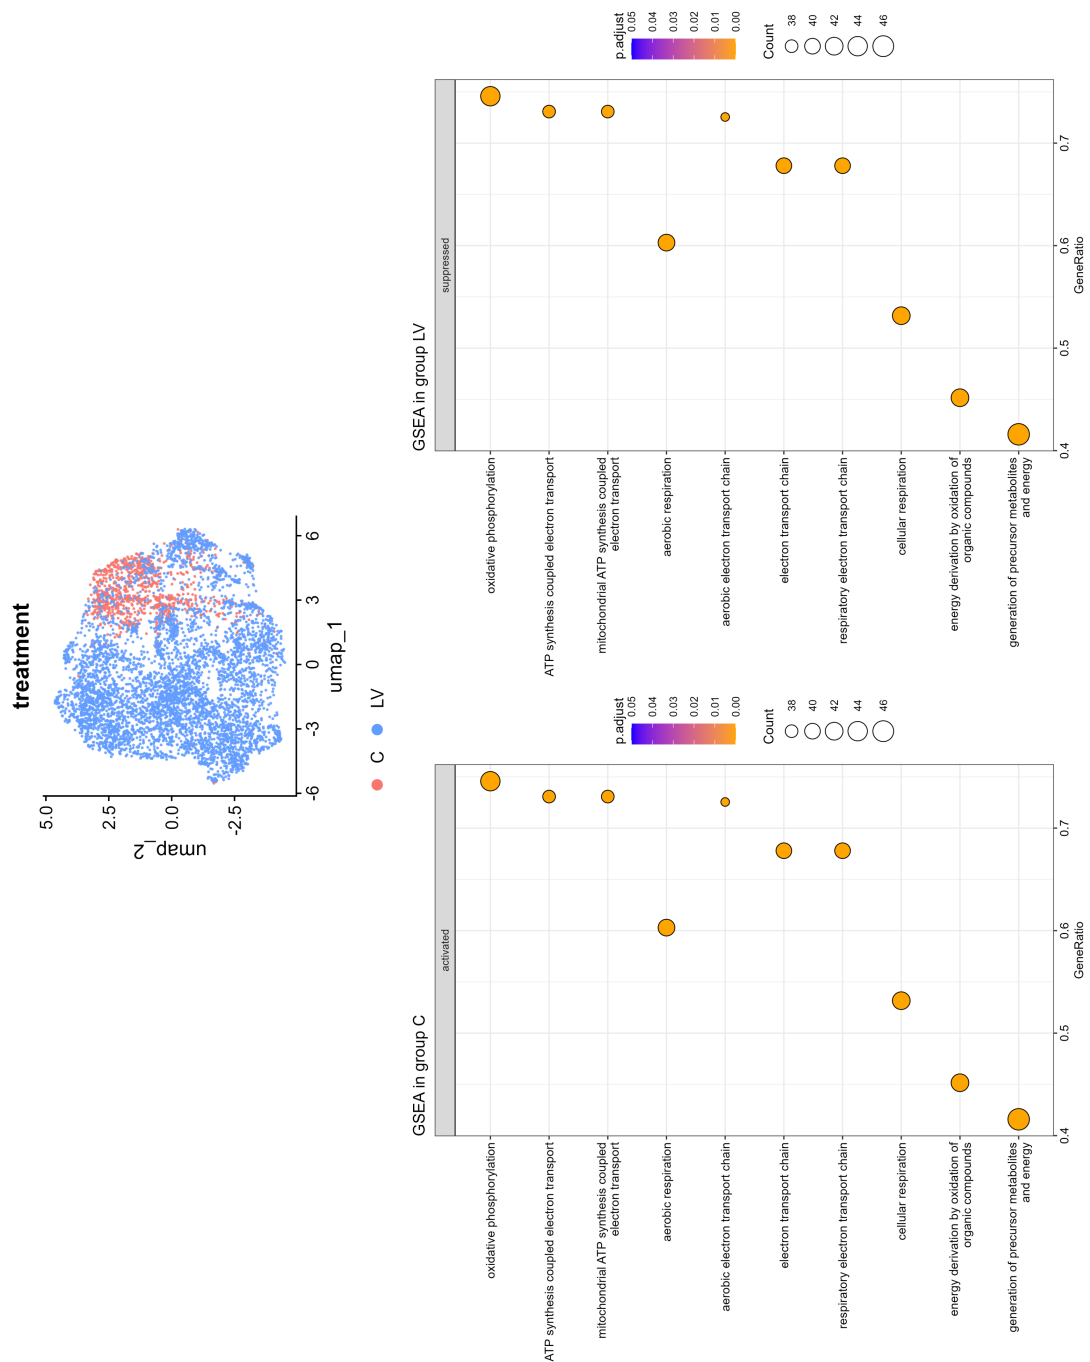 treatment
5.0
2.5
0.0
-2.5
umap_2
-6
-3
0
3
6
umap_1
C
LV
GSEA in group C
activated
oxidative phosphorylation
ATP synthesis coupled electron transport
mitochondrial ATP synthesis coupled
electron transport
aerobic respiration
aerobic electron transport chain
electron transport chain
respiratory electron transport chain
cellular respiration
energy derivation by oxidation of
organic compounds
generation of precursor metabolites
and energy
0.4
0.5
0.6
0.7
GeneRatio
p.adjust
0.05
0.04
0.03
0.02
0.01
0.00
Count
38
40
42
44
46
GSEA in group LV
suppressed
oxidative phosphorylation
ATP synthesis coupled electron transport
mitochondrial ATP synthesis coupled
electron transport
aerobic respiration
aerobic electron transport chain
electron transport chain
respiratory electron transport chain
cellular respiration
energy derivation by oxidation of
organic compounds
generation of precursor metabolites
and energy
0.4
0.5
0.6
0.7
GeneRatio
p.adjust
0.05
0.04
0.03
0.02
0.01
0.00
Count
38
40
42
44
46